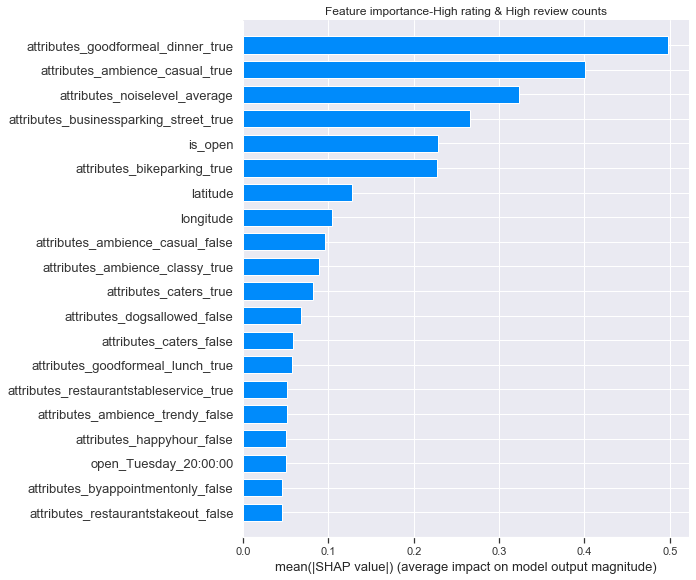 Feature importance-High rating & High review counts
attributes_goodformeal_dinner_true
attributes_ambience_casual_true
attributes_noiselevel_average
attributes_businessparking_street_true
is_open
attributes_bikeparking_true
latitude
longitude
attributes_ambience_casual_false
attributes_ambience_classy_true
attributes_caters_true
attributes_dogsallowed_false
attributes_caters_false
attributes_goodformeal_lunch_true
attributes_restaurantstableservice_true
attributes_ambience_trendy_false
attributes_happyhour_false
open_Tuesday_20:00:00
attributes_byappointmentonly_false
attributes_restaurantstakeout_false
0.0 0.1 0.2 0.3 0.4 0.5
mean(|SHAP value|) (average impact on model output magnitude)